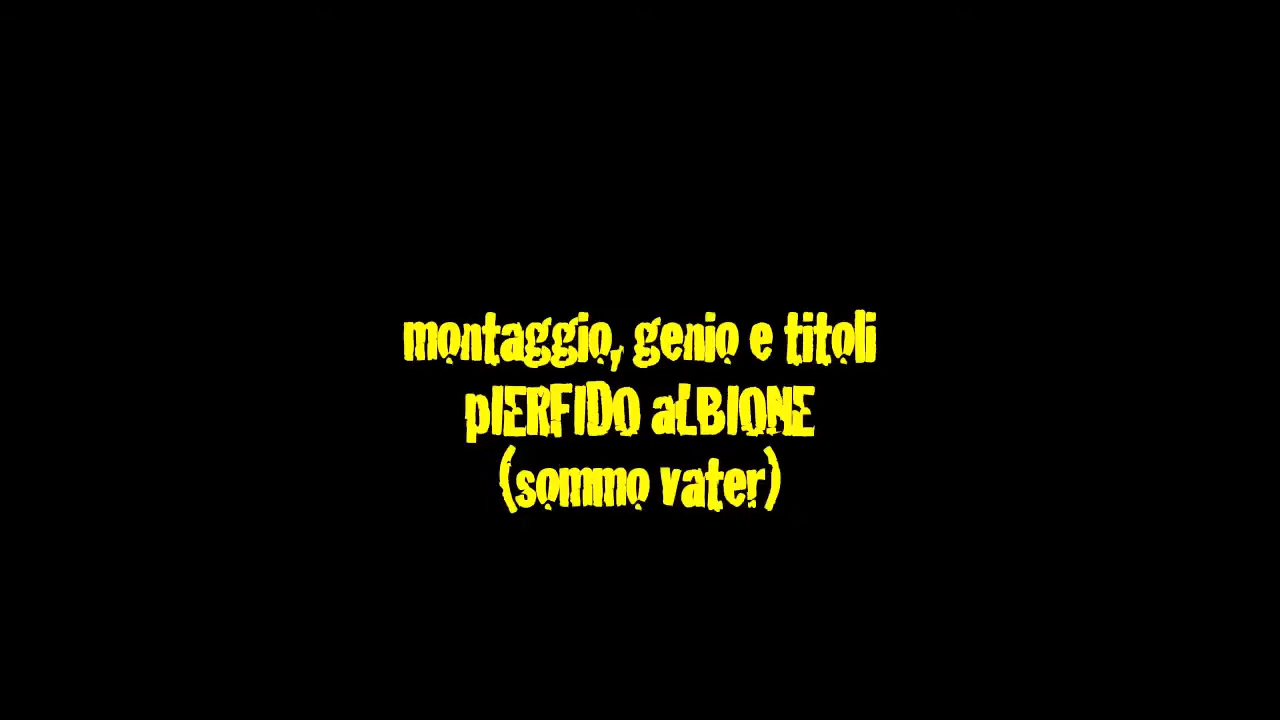 montaggio, genio e titoli
pIERFIDO aLBIONE
(sommo vater)